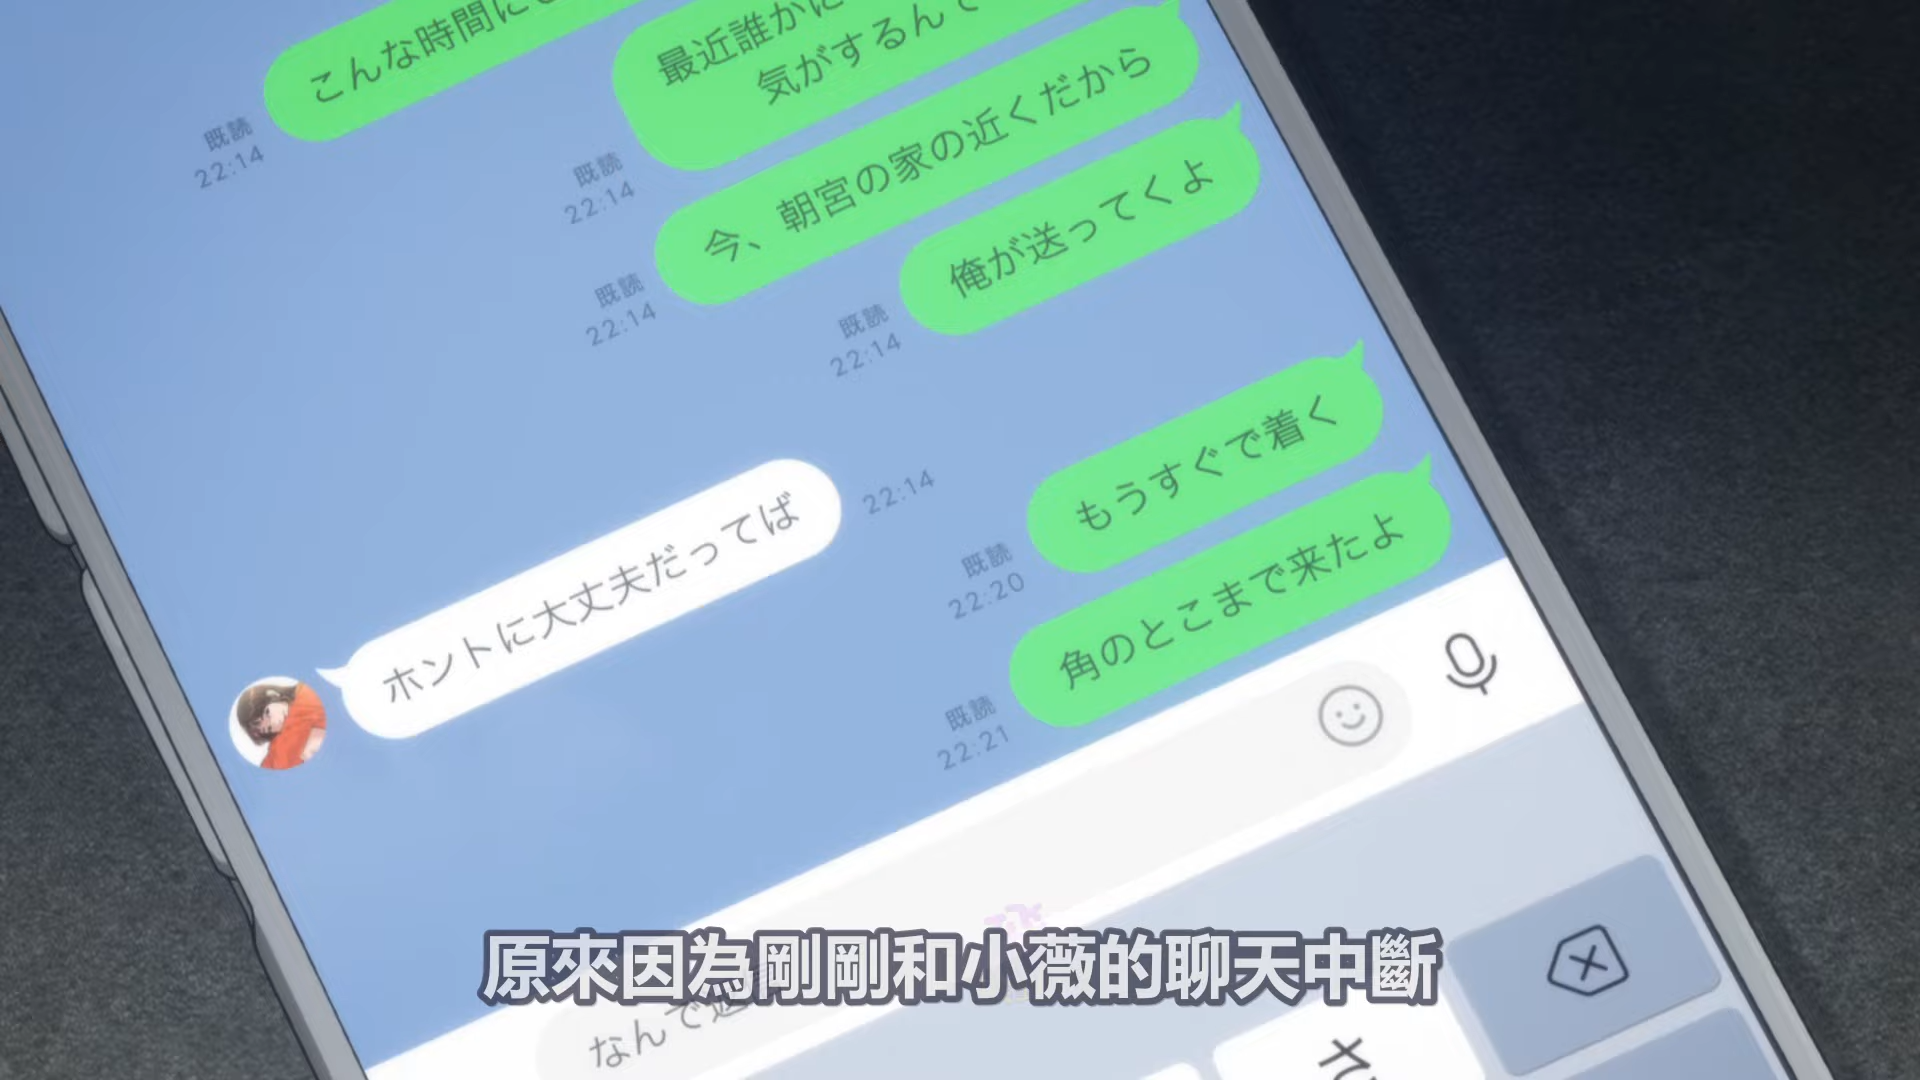 こんな時間に
既読
22:14
最近誰かに
気がするんで
既読
22:14
今、朝宮の家の近くだから
既読
22:14
俺が送ってくよ
既読
22:14
ホントに大丈夫だってば
22:14
もうすぐで着く
既読
22:20
角のとこまで来たよ
既読
22:21
なんで返
原來因為剛剛和小薇的聊天中斷
さ